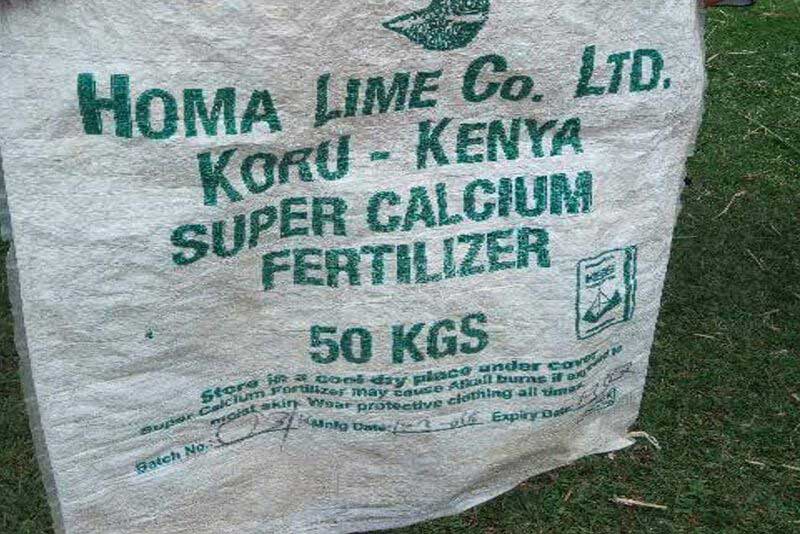 HOMA LIME CO. LTD.
KORU - KENYA
SUPER CALCIUM
FERTILIZER
50 KGS
Store in a cool dry place under cover
Super Calcium Fertilizer may cause Alkali burns if exposed to
moist skin. Wear protective clothing all times
Batch No. Manfg Date: Expiry Date: